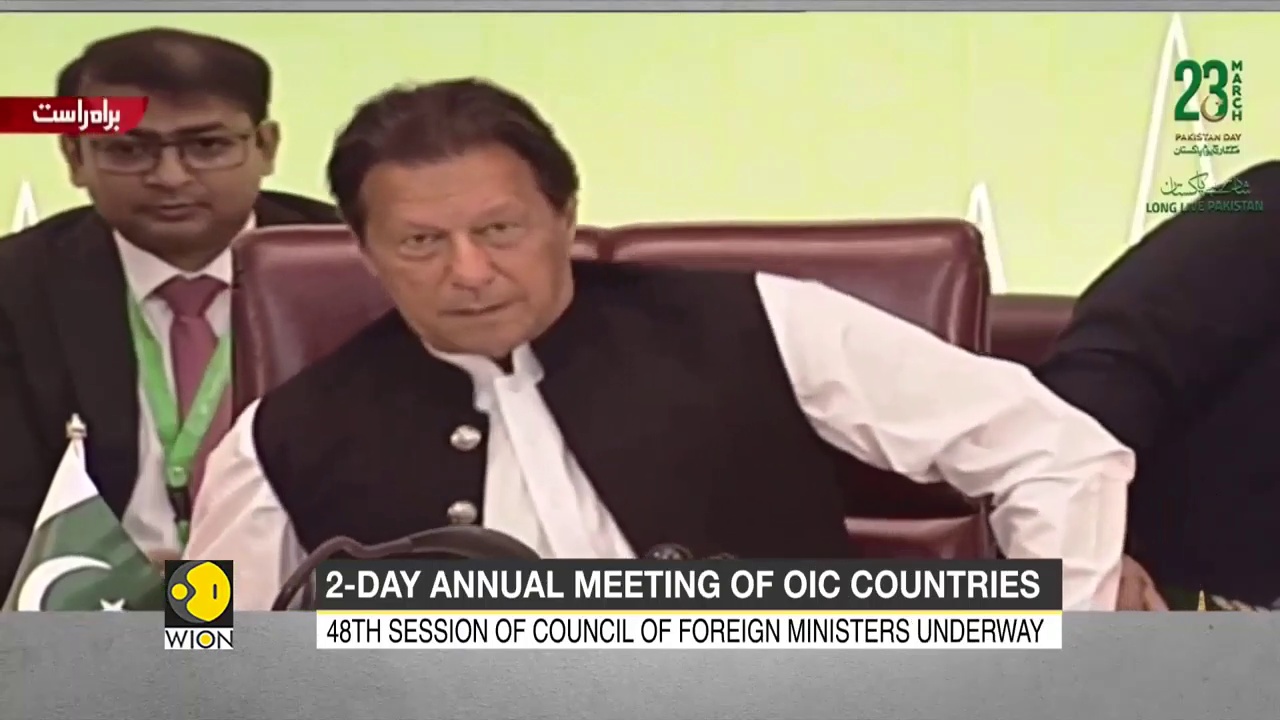 براہ راست
23
MARCH
PAKISTAN DAY
LONG LIVE PAKISTAN
WION
2-DAY ANNUAL MEETING OF OIC COUNTRIES
48TH SESSION OF COUNCIL OF FOREIGN MINISTERS UNDERWAY